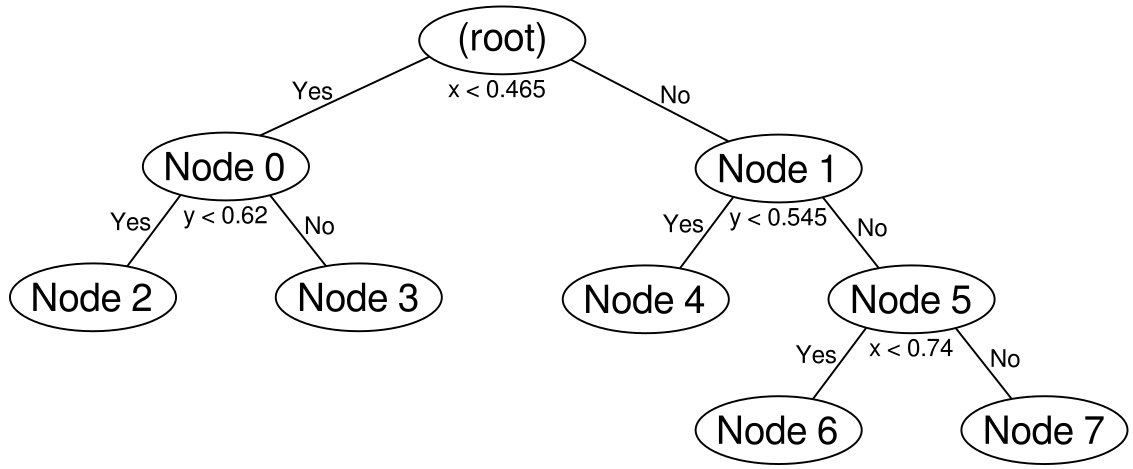 (root)
Yes
x < 0.465
No
Node 0
Node 1
Yes
y < 0.62
No
Yes
y < 0.545
No
Node 2
Node 3
Node 4
Node 5
Yes
x < 0.74
No
Node 6
Node 7